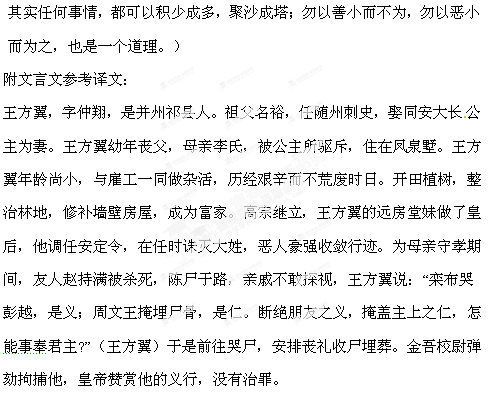 其实任何事情，都可以积少成多，聚沙成塔；勿以善小而不为，勿以恶小
而为之，也是一个道理。）
附文言文参考译文：
王方翼，字仲翔，是并州祁县人。祖父名裕，任随州刺史，娶同安大长公
主为妻。王方翼幼年丧父，母亲李氏，被公主所驱斥，住在凤泉墅。王方
翼年龄尚小，与雇工一同做杂活，历经艰辛而不荒废时日。开田植树，整
治林地，修补墙壁房屋，成为富家。高宗继立，王方翼的远房堂妹做了皇
后，他调任安定令，在任时诛灭大姓，恶人豪强收敛行迹。为母亲守孝期
间，友人赵持满被杀死，陈尸于路，亲戚不敢探视，王方翼说：“栾布哭
彭越，是义；周文王掩埋尸骨，是仁。断绝朋友之义，掩盖主上之仁，怎
能事秦君主?”（王方翼）于是前往哭尸，安排丧礼收尸埋葬。金吾校尉弹
劾拘捕他，皇帝赞赏他的义行，没有治罪。